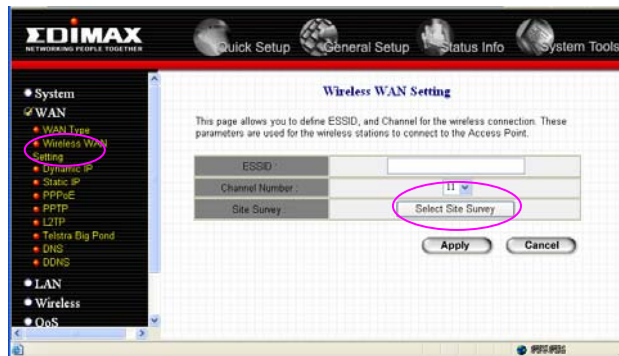 EDIMAX
NETWORKING PEOPLE TOGETHER
Quick Setup
General Setup
Status Info
System Tools
System
WAN
WAN Type
Wireless WAN
Setting
Dynamic IP
Static IP
PPPoE
PPTP
L2TP
Telstra Big Pond
DNS
DDNS
LAN
Wireless
QoS
Wireless WAN Setting
This page allows you to define ESSID, and Channel for the wireless connection. These
parameters are used for the wireless stations to connect to the Access Point.
ESSID :
Channel Number :
11
Site Survey
Select Site Survey
Apply
Cancel